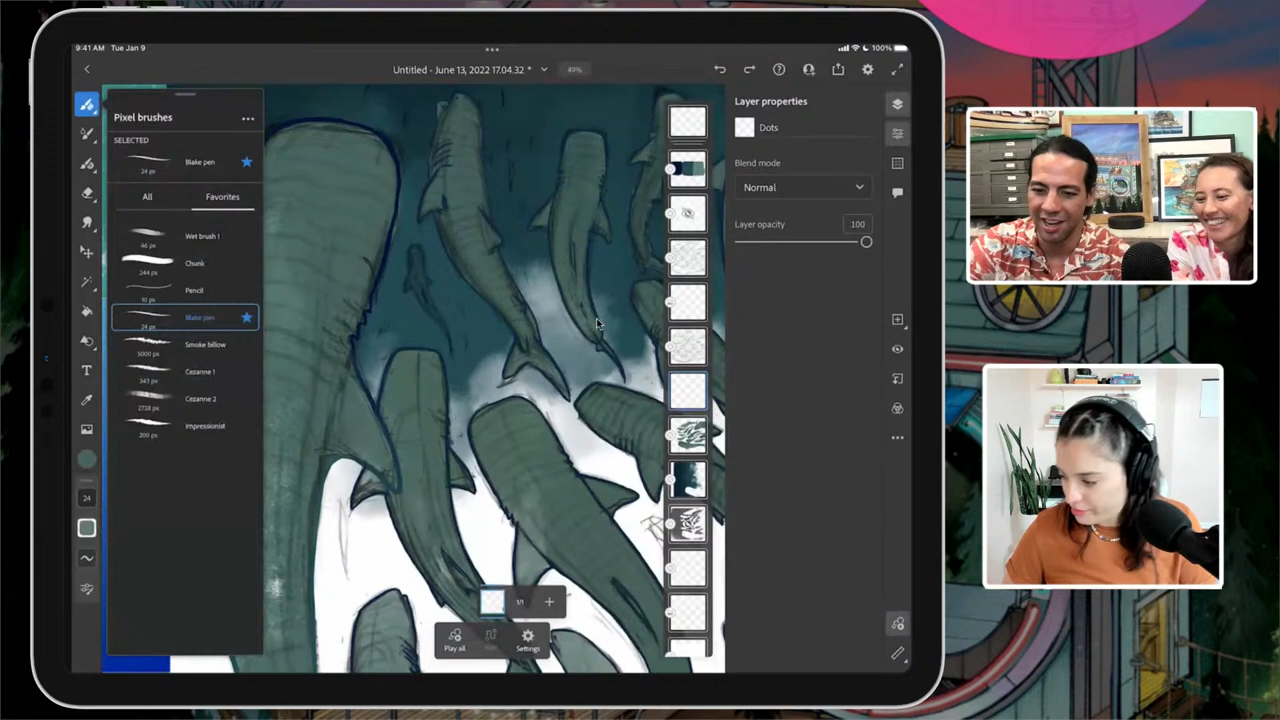 9:41 AM Tue Jan 9
100%
Untitled - June 13, 2022 17.04.32 *
49%
Pixel brushes
SELECTED
Blake pen
24 px
All
Favorites
Wet brush 1
46 px
Chunk
244 px
Pencil
10 px
Blake pen
24 px
Smoke billow
5000 px
Cezanne 1
343 px
Cezanne 2
2728 px
Impressionist
200 px
T
24
1/1
Play all
Settings
Layer properties
Dots
Blend mode
Normal
Layer opacity
100